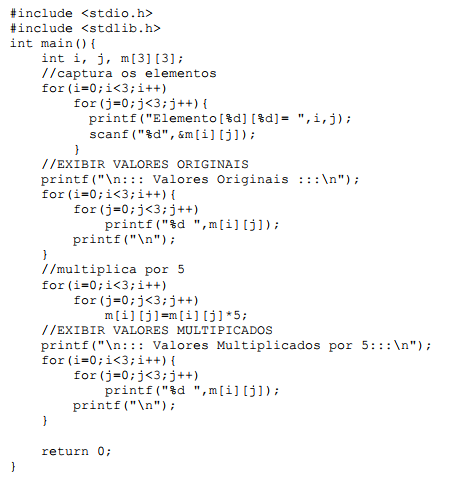 #include <stdio.h>
#include <stdlib.h>
int main(){
    int i, j, m[3][3];
    //captura os elementos
    for(i=0;i<3;i++)
        for(j=0;j<3;j++){
          printf("Elemento[%d][%d]= ",i,j);
          scanf("%d",&m[i][j]);
        }
    //EXIBIR VALORES ORIGINAIS
    printf("\n::: Valores Originais :::\n");
    for(i=0;i<3;i++){
        for(j=0;j<3;j++)
            printf("%d ",m[i][j]);
        printf("\n");
    }
    //multiplica por 5
    for(i=0;i<3;i++)
        for(j=0;j<3;j++)
            m[i][j]=m[i][j]*5;
    //EXIBIR VALORES MULTIPICADOS
    printf("\n::: Valores Multiplicados por 5:::\n");
    for(i=0;i<3;i++){
        for(j=0;j<3;j++)
            printf("%d ",m[i][j]);
        printf("\n");
    }

    return 0;
}